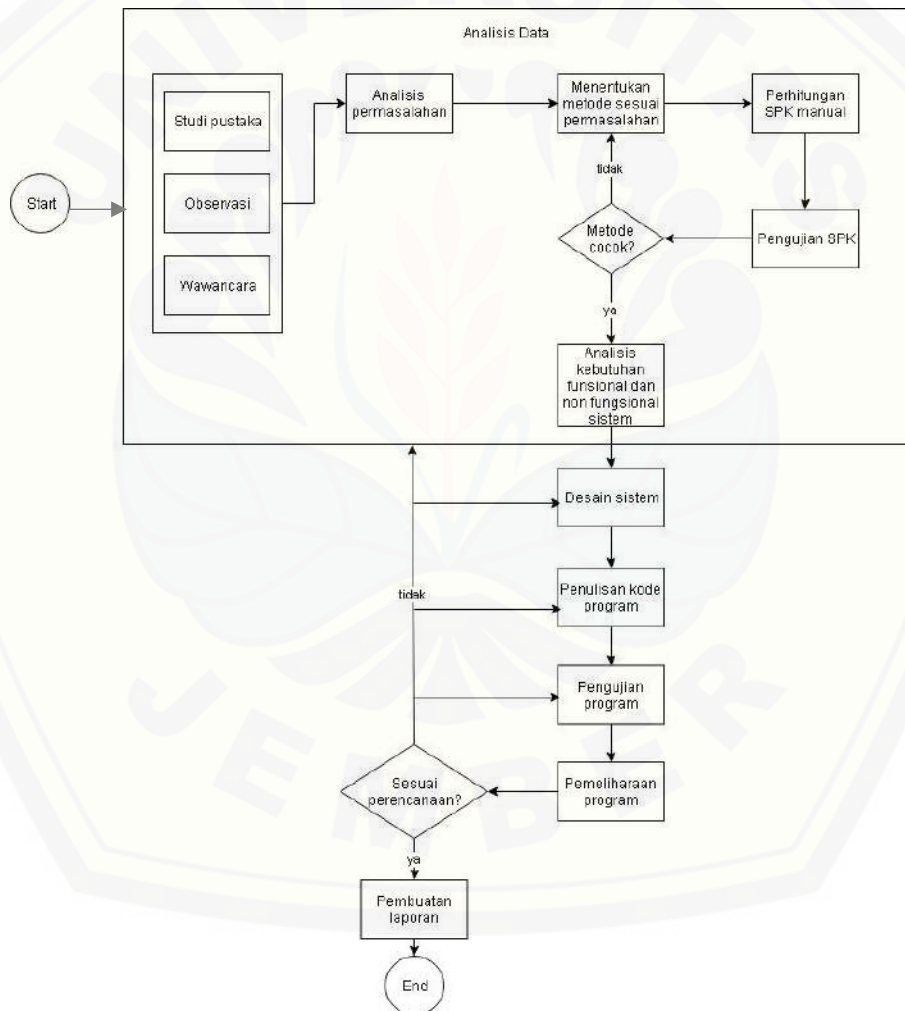 Analisis Data
Studi pustaka
Observasi
Wawancara
Start
Analisis
permasalahan
Menentukan
metode sesuai
permasalahan
Perhitungan
SPK manual
Pengujian SPK
Metode
cocok?
tidak
ya
Analisis
kebutuhan
funsional dan
non fungsional
sistem
Desain sistem
Penulisan kode
program
Pengujian
program
Pemeliharaan
program
Sesuai
perencanaan?
tidak
ya
Pembuatan
laporan
End
UNIVERSITAS
JEMBER